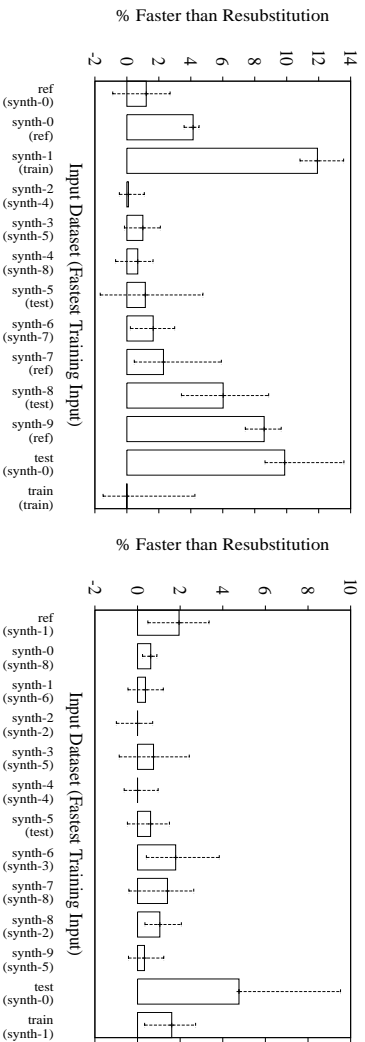 % Faster than Resubstitution
-2
0
2
4
6
8
10
12
14
ref
(synth-0)
synth-0
(ref)
synth-1
(train)
synth-2
(synth-4)
synth-3
(synth-5)
synth-4
(synth-8)
synth-5
(test)
synth-6
(synth-7)
synth-7
(ref)
synth-8
(test)
synth-9
(ref)
test
(synth-0)
train
(train)
Input Dataset (Fastest Training Input)
% Faster than Resubstitution
-2
0
2
4
6
8
10
ref
(synth-1)
synth-0
(synth-8)
synth-1
(synth-6)
synth-2
(synth-2)
synth-3
(synth-5)
synth-4
(synth-4)
synth-5
(test)
synth-6
(synth-3)
synth-7
(synth-8)
synth-8
(synth-2)
synth-9
(synth-5)
test
(synth-0)
train
(synth-1)
Input Dataset (Fastest Training Input)